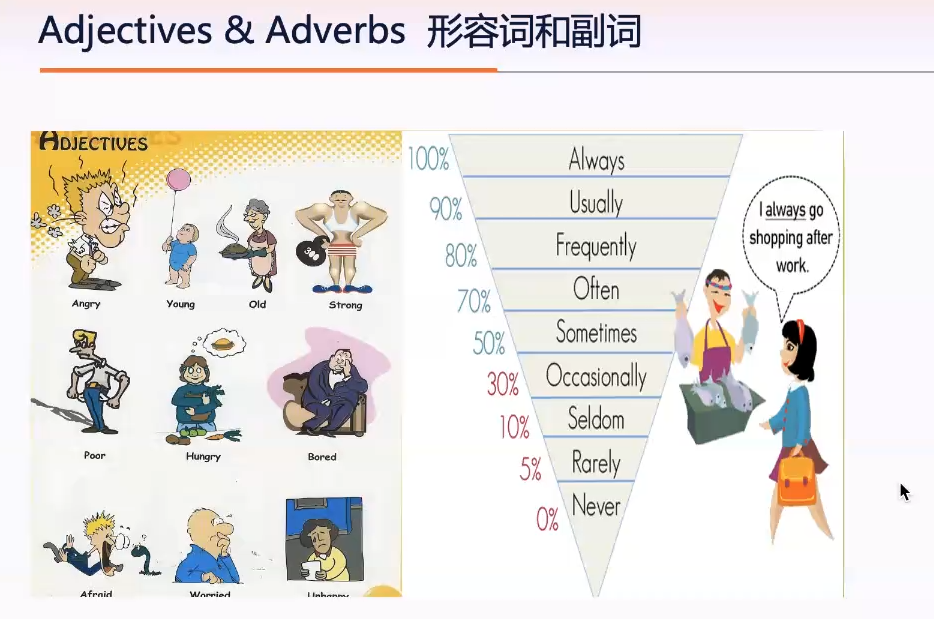 Adjectives & Adverbs 形容词和副词
ADJECTIVES
Angry Young Old Strong
Poor Hungry Bored
Afraid Worried Unhappy
100% Always
90% Usually
80% Frequently
70% Often
50% Sometimes
30% Occasionally
10% Seldom
5% Rarely
0% Never
I always go
shopping after
work.